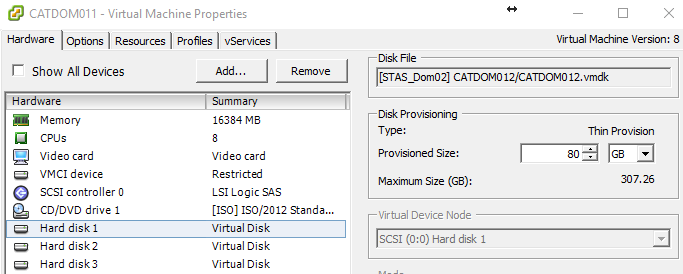 CATDOM011 - Virtual Machine Properties
Hardware Options Resources Profiles vServices
Virtual Machine Version: 8
Show All Devices
Add...
Remove
Hardware Summary
Memory 16384 MB
CPUs 8
Video card Video card
VMCI device Restricted
SCSI controller 0 LSI Logic SAS
CD/DVD drive 1 [ISO] ISO/2012 Standa...
Hard disk 1 Virtual Disk
Hard disk 2 Virtual Disk
Hard disk 3 Virtual Disk
Disk File
[STAS_Dom02] CATDOM012/CATDOM012.vmdk
Disk Provisioning
Type: Thin Provision
Provisioned Size: 80 GB
Maximum Size (GB): 307.26
Virtual Device Node
SCSI (0:0) Hard disk 1
Mode